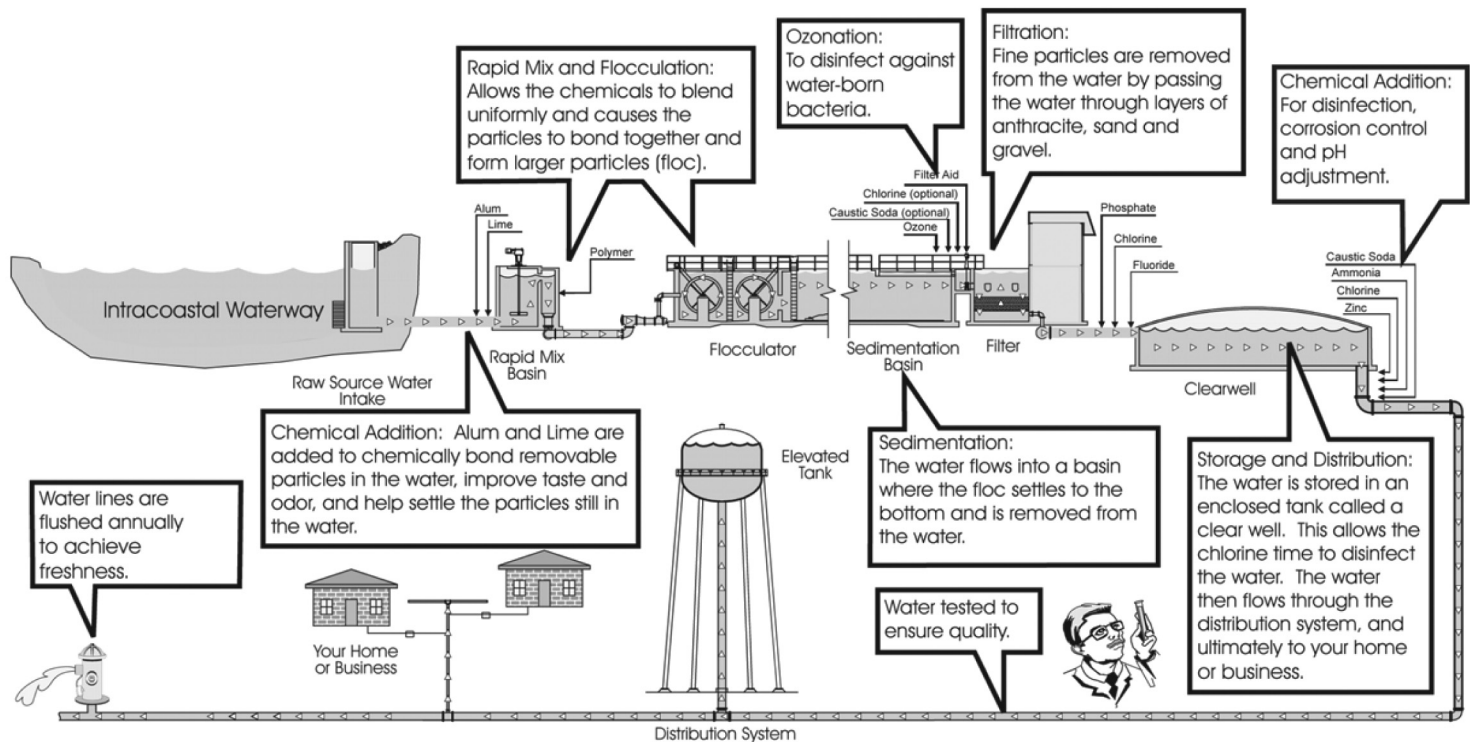 Ozonation:
To disinfect against
water-born
bacteria.
Filtration:
Fine particles are removed
from the water by passing
the water through layers of
anthracite, sand and
gravel.
Rapid Mix and Flocculation:
Allows the chemicals to blend
uniformly and causes the
particles to bond together and
form larger particles (floc).
Chemical Addition:
For disinfection,
corrosion control
and pH
adjustment.
Filter Aid
Chlorine (optional)
Caustic Soda (optional)
Ozone
Alum
Lime
Polymer
Phosphate
Chlorine
Fluoride
Caustic Soda
Ammonia
Chlorine
Zinc
Intracoastal Waterway
Raw Source Water
Intake
Rapid Mix
Basin
Flocculator
Sedimentation
Basin
Filter
Clearwell
Chemical Addition: Alum and Lime are
added to chemically bond removable
particles in the water, improve taste and
odor, and help settle the particles still in
the water.
Elevated
Tank
Sedimentation:
The water flows into a basin
where the floc settles to the
bottom and is removed from
the water.
Storage and Distribution:
The water is stored in an
enclosed tank called a
clear well. This allows the
chlorine time to disinfect
the water. The water
then flows through the
distribution system, and
ultimately to your home
or business.
Water lines are
flushed annually
to achieve
freshness.
Your Home
or Business
Water tested to
ensure quality.
Distribution System